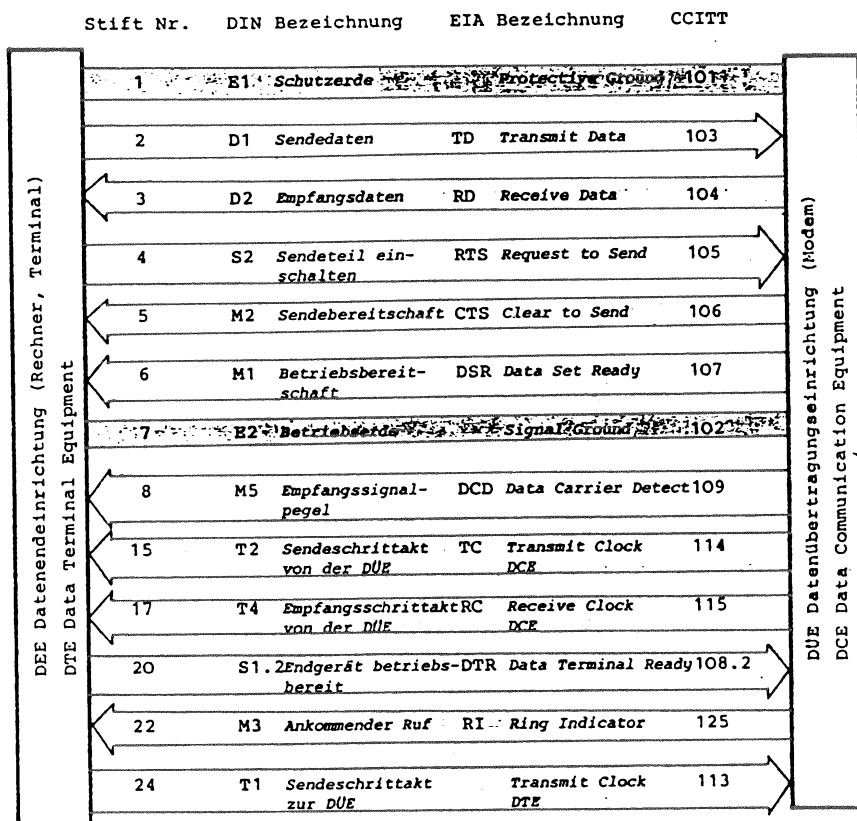 Stift Nr. DIN Bezeichnung EIA Bezeichnung CCITT
1 E1 Schutzerde Protective Ground 101
2 D1 Sendedaten TD Transmit Data 103
3 D2 Empfangsdaten RD Receive Data 104
4 S2 Sendeteil ein- RTS Request to Send 105
schalten
5 M2 Sendebereitschaft CTS Clear to Send 106
6 M1 Betriebsbereit- DSR Data Set Ready 107
schaft
7 E2 Betriebserde Signal Ground 102
8 M5 Empfangssignal- DCD Data Carrier Detect 109
pegel
15 T2 Sendeschrittakt TC Transmit Clock 114
von der DÜE DCE
17 T4 Empfangsschrittakt RC Receive Clock 115
von der DÜE DCE
20 S1.2 Endgerät betriebs- DTR Data Terminal Ready 108.2
bereit
22 M3 Ankommender Ruf RI Ring Indicator 125
24 T1 Sendeschrittakt Transmit Clock 113
zur DÜE DTE
DEE Datenendeinrichtung (Rechner, Terminal)
DTE Data Terminal Equipment
DÜE Datenübertragungseinrichtung (Modem)
DCE Data Communication Equipment